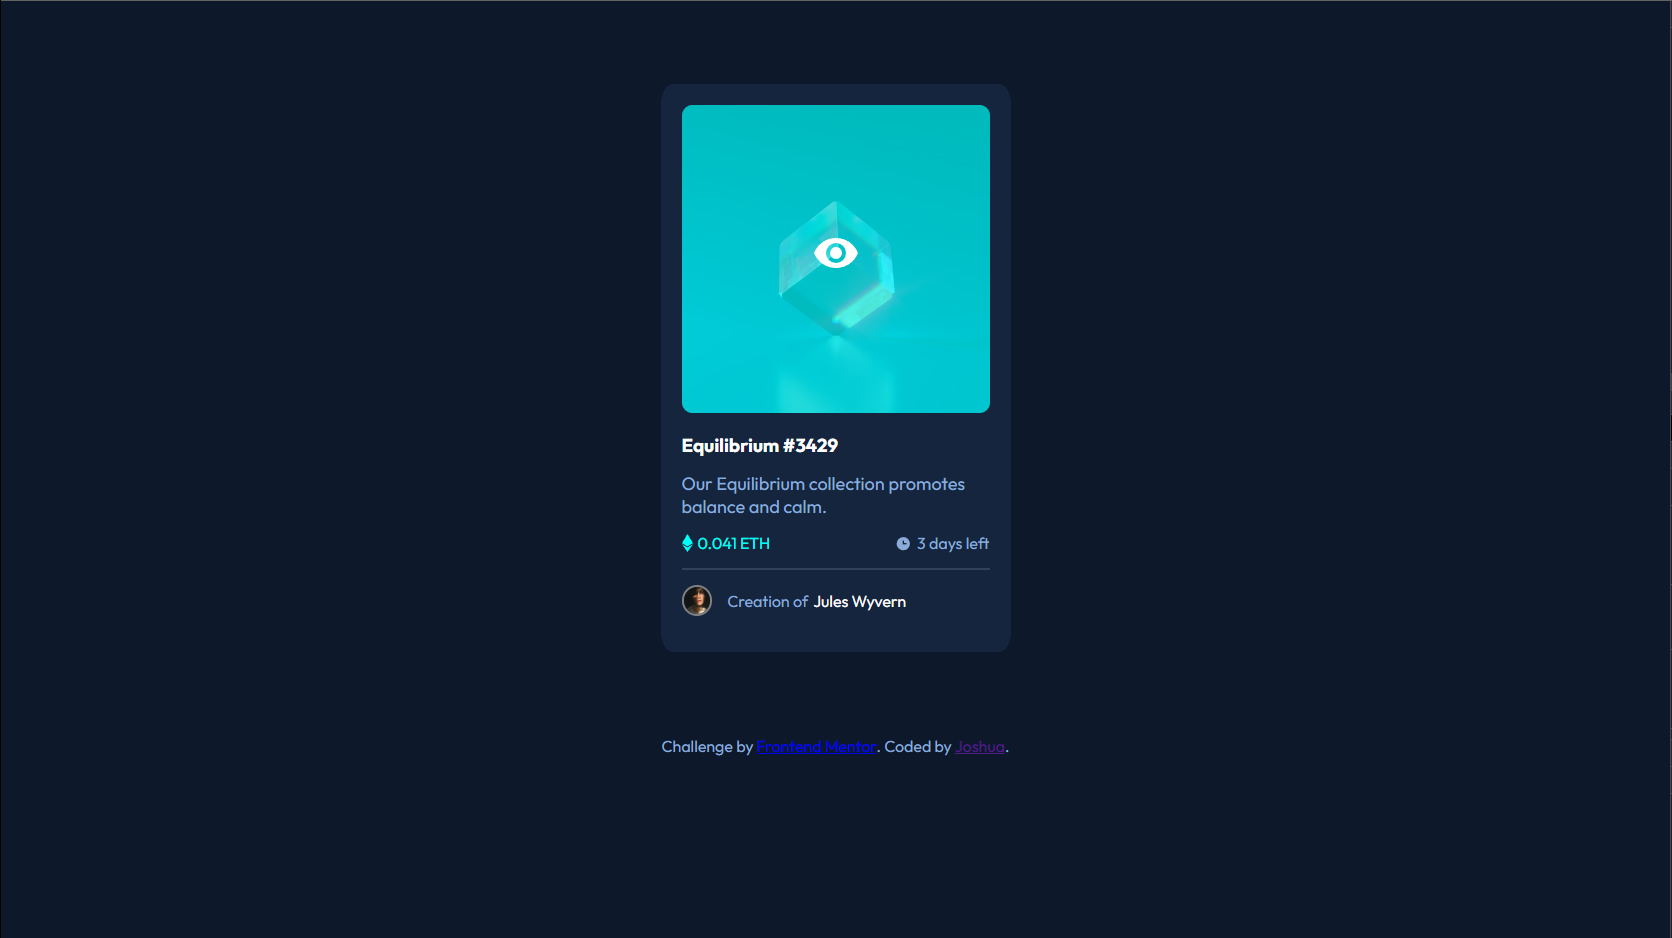 Equilibrium #3429
Our Equilibrium collection promotes
balance and calm.
0.041 ETH 3 days left
Creation of Jules Wyvern
Challenge by Frontend Mentor. Coded by Joshua.